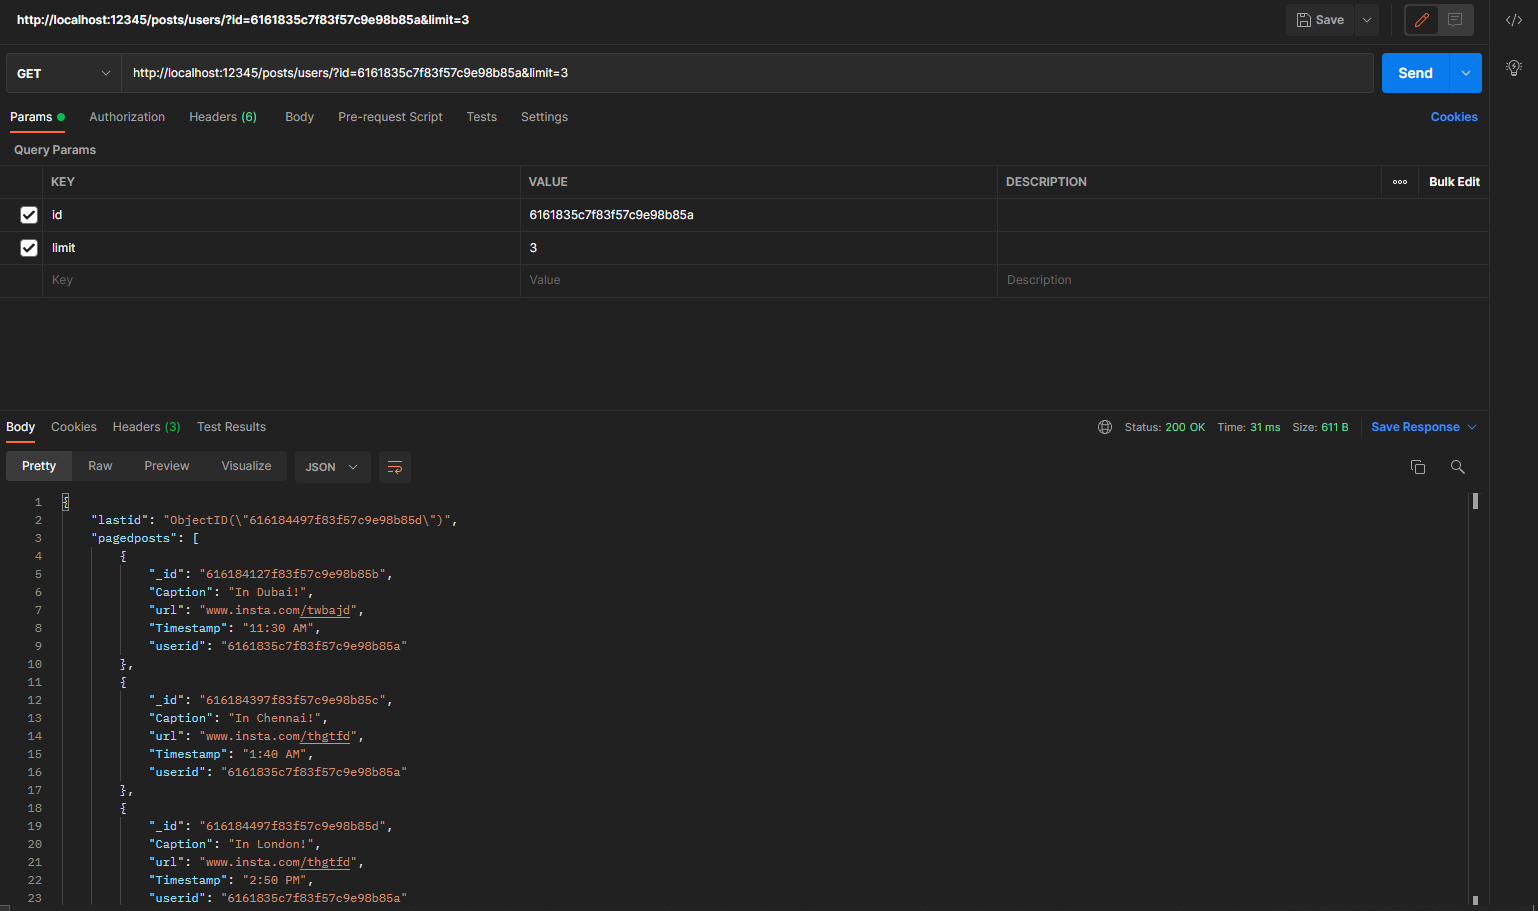 http://localhost:12345/posts/users/?id=6161835c7f83f57c9e98b85a&limit=3
Save
GET
http://localhost:12345/posts/users/?id=6161835c7f83f57c9e98b85a&limit=3
Send
Params Authorization Headers (6) Body Pre-request Script Tests Settings Cookies
Query Params
KEY VALUE DESCRIPTION Bulk Edit
id 6161835c7f83f57c9e98b85a
limit 3
Key Value Description
Body Cookies Headers (3) Test Results Status: 200 OK Time: 31 ms Size: 611 B Save Response
Pretty Raw Preview Visualize JSON
1 {
2 "lastid": "ObjectID(\"616184497f83f57c9e98b85d\")",
3 "pagedposts": [
4 {
5 "_id": "616184127f83f57c9e98b85b",
6 "Caption": "In Dubai!",
7 "url": "www.insta.com/twbajd",
8 "Timestamp": "11:30 AM",
9 "userid": "6161835c7f83f57c9e98b85a"
10 },
11 {
12 "_id": "616184397f83f57c9e98b85c",
13 "Caption": "In Chennai!",
14 "url": "www.insta.com/thgtfd",
15 "Timestamp": "1:40 AM",
16 "userid": "6161835c7f83f57c9e98b85a"
17 },
18 {
19 "_id": "616184497f83f57c9e98b85d",
20 "Caption": "In London!",
21 "url": "www.insta.com/thgtfd",
22 "Timestamp": "2:50 PM",
23 "userid": "6161835c7f83f57c9e98b85a"